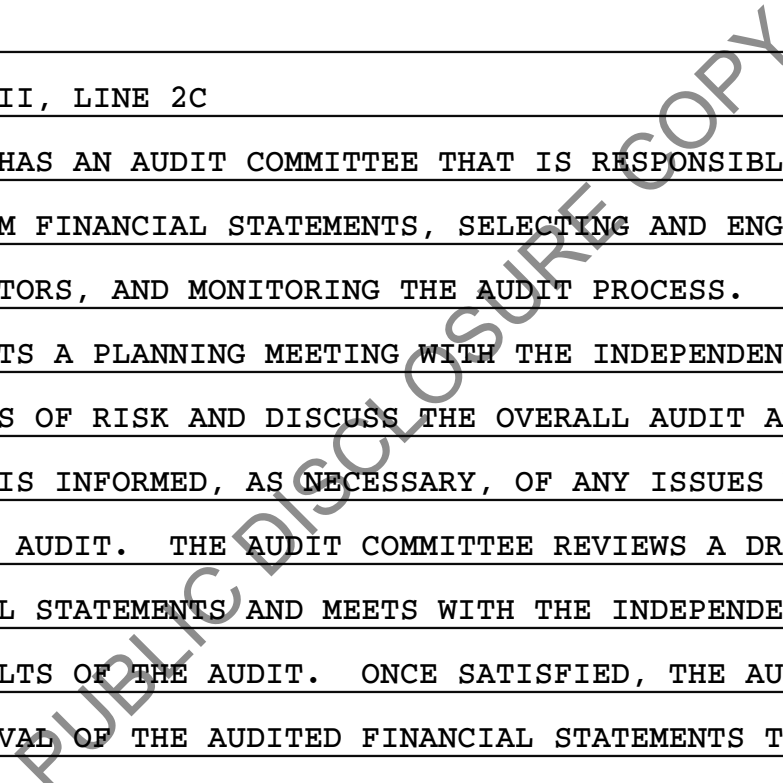 II, LINE 2C
HAS AN AUDIT COMMITTEE THAT IS RESPONSIBL
M FINANCIAL STATEMENTS, SELECTING AND ENG
TORS, AND MONITORING THE AUDIT PROCESS.
TS A PLANNING MEETING WITH THE INDEPENDEN
S OF RISK AND DISCUSS THE OVERALL AUDIT A
IS INFORMED, AS NECESSARY, OF ANY ISSUES
AUDIT.  THE AUDIT COMMITTEE REVIEWS A DR
L STATEMENTS AND MEETS WITH THE INDEPENDE
LTS OF THE AUDIT.  ONCE SATISFIED, THE AU
VAL OF THE AUDITED FINANCIAL STATEMENTS T
PUBLIC DISCLOSURE COPY